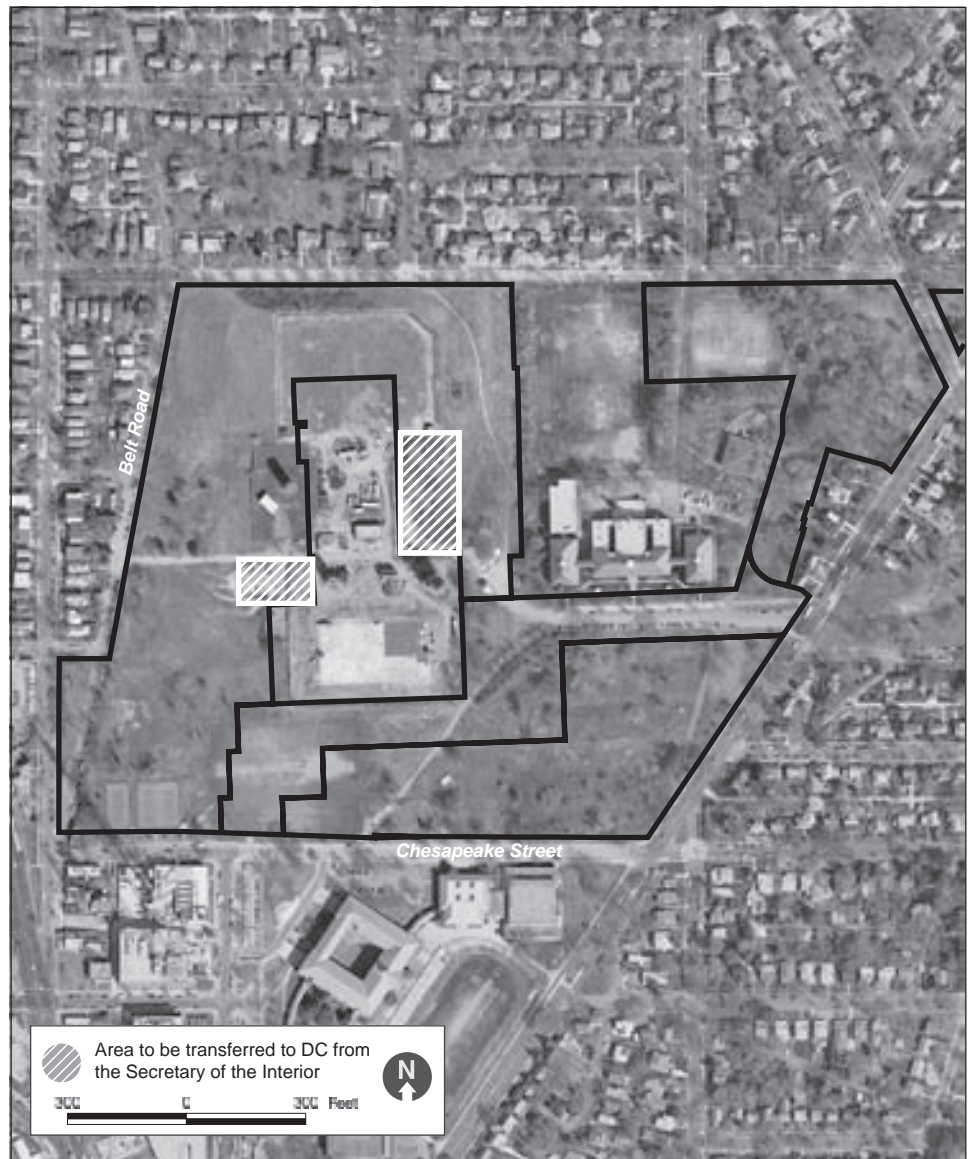 Belt Road
Chesapeake Street
Area to be transferred to DC from
the Secretary of the Interior
N
300 0 300 Feet